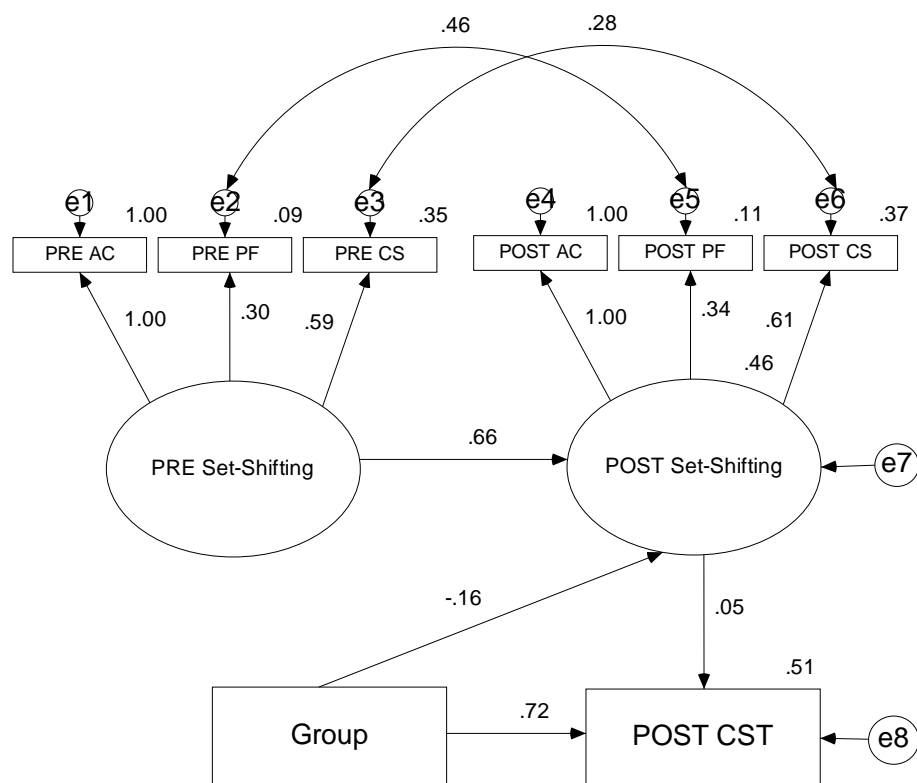 .46
.28
e1
e2
e3
e4
e5
e6
1.00
.09
.35
1.00
.11
.37
PRE AC
PRE PF
PRE CS
POST AC
POST PF
POST CS
1.00
.30
.59
1.00
.34
.61
.46
PRE Set-Shifting
.66
POST Set-Shifting
e7
-.16
.05
.51
Group
.72
POST CST
e8